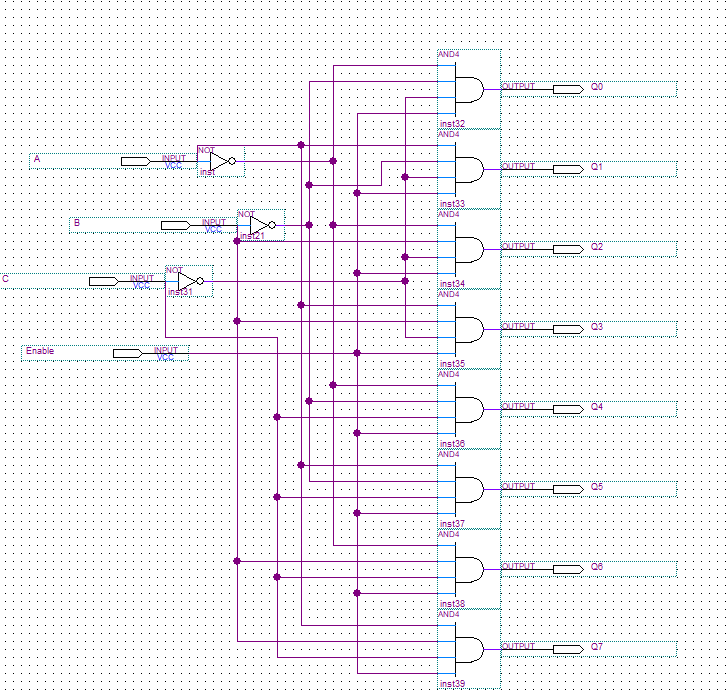 AND4
OUTPUT
Q0
inst32
AND4
NOT
A
INPUT
VCC
inst
OUTPUT
Q1
inst33
AND4
NOT
B
INPUT
VCC
inst21
OUTPUT
Q2
NOT
C
INPUT
VCC
inst31
inst34
AND4
OUTPUT
Q3
Enable
INPUT
VCC
inst35
AND4
OUTPUT
Q4
inst36
AND4
OUTPUT
Q5
inst37
AND4
OUTPUT
Q6
inst38
AND4
OUTPUT
Q7
inst39